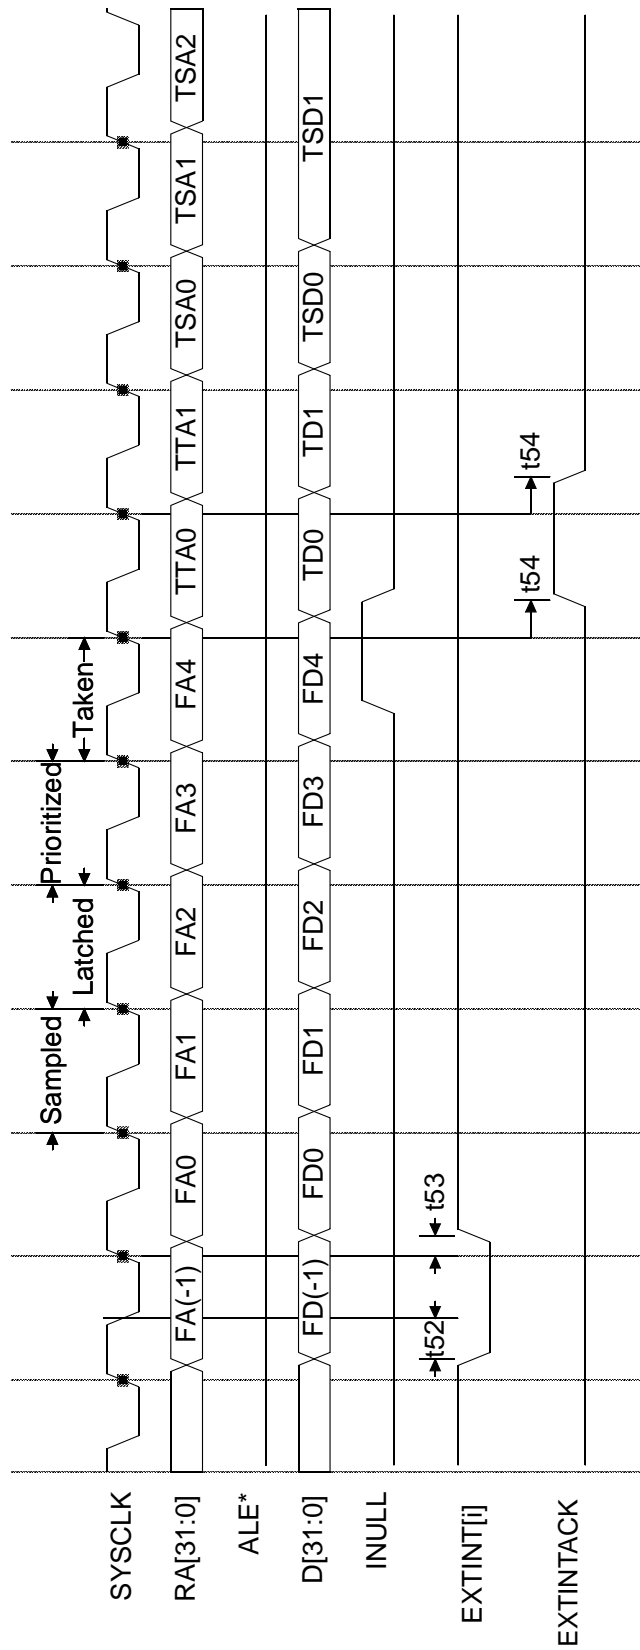 Sampled
Latched
Prioritized
Taken
SYSCLK
RA[31:0] FA(-1) FA0 FA1 FA2 FA3 FA4 TTA0 TTA1 TSA0 TSA1 TSA2
ALE*
D[31:0] FD(-1) FD0 FD1 FD2 FD3 FD4 TD0 TD1 TSD0 TSD1
INULL
EXTINT[i] t52 t53
EXTINTACK t54 t54